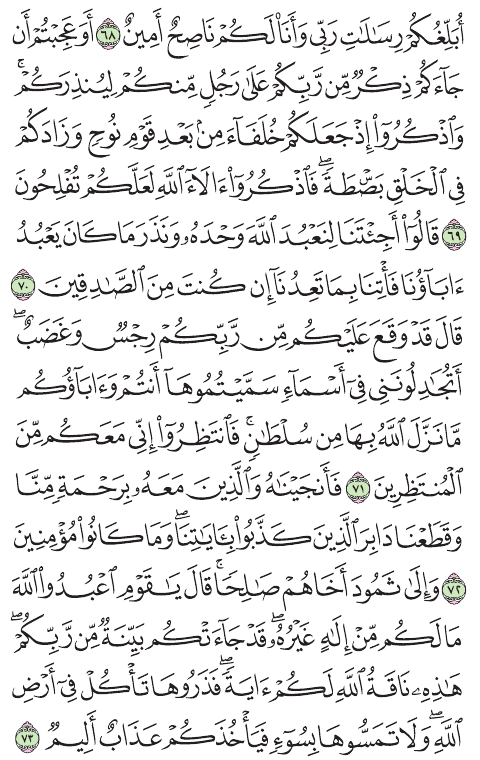 أُبَلِّغُكُمْ رِسَٰلَٰتِ رَبِّى وَأَنَا۠ لَكُمْ نَاصِحٌ أَمِينٌ ٦٨ أَوَعَجِبْتُمْ أَن
جَآءَكُمْ ذِكْرٌ مِّن رَّبِّكُمْ عَلَىٰ رَجُلٍ مِّنكُمْ لِيُنذِرَكُمْ ۚ
وَٱذْكُرُوٓا۟ إِذْ جَعَلَكُمْ خُلَفَآءَ مِنۢ بَعْدِ قَوْمِ نُوحٍ وَزَادَكُمْ
فِى ٱلْخَلْقِ بَصْۜطَةً ۖ فَٱذْكُرُوٓا۟ ءَالَآءَ ٱللَّهِ لَعَلَّكُمْ تُفْلِحُونَ
٦٩ قَالُوٓا۟ أَجِئْتَنَا لِنَعْبُدَ ٱللَّهَ وَحْدَهُۥ وَنَذَرَ مَا كَانَ يَعْبُدُ
ءَابَآؤُنَا فَأْتِنَا بِمَا تَعِدُنَآ إِن كُنتَ مِنَ ٱلصَّٰدِقِينَ ٧٠
قَالَ قَدْ وَقَعَ عَلَيْكُم مِّن رَّبِّكُمْ رِجْسٌ وَغَضَبٌ ۖ
أَتُجَٰدِلُونَنِى فِىٓ أَسْمَآءٍ سَمَّيْتُمُوهَآ أَنتُمْ وَءَابَآؤُكُم
مَّا نَزَّلَ ٱللَّهُ بِهَا مِن سُلْطَٰنٍ ۚ فَٱنتَظِرُوٓا۟ إِنِّى مَعَكُم مِّنَ
ٱلْمُنتَظِرِينَ ٧١ فَأَنجَيْنَٰهُ وَٱلَّذِينَ مَعَهُۥ بِرَحْمَةٍ مِّنَّا
وَقَطَعْنَا دَابِرَ ٱلَّذِينَ كَذَّبُوا۟ بِـَٔايَٰتِنَا ۖ وَمَا كَانُوا۟ مُؤْمِنِينَ
٧٢ وَإِلَىٰ ثَمُودَ أَخَاهُمْ صَٰلِحًا ۗ قَالَ يَٰقَوْمِ ٱعْبُدُوا۟ ٱللَّهَ
مَا لَكُم مِّنْ إِلَٰهٍ غَيْرُهُۥ ۖ قَدْ جَآءَتْكُم بَيِّنَةٌ مِّن رَّبِّكُمْ ۖ
هَٰذِهِۦ نَاقَةُ ٱللَّهِ لَكُمْ ءَايَةً ۖ فَذَرُوهَا تَأْكُلْ فِىٓ أَرْضِ
ٱللَّهِ ۖ وَلَا تَمَسُّوهَا بِسُوٓءٍ فَيَأْخُذَكُمْ عَذَابٌ أَلِيمٌ ٧٣